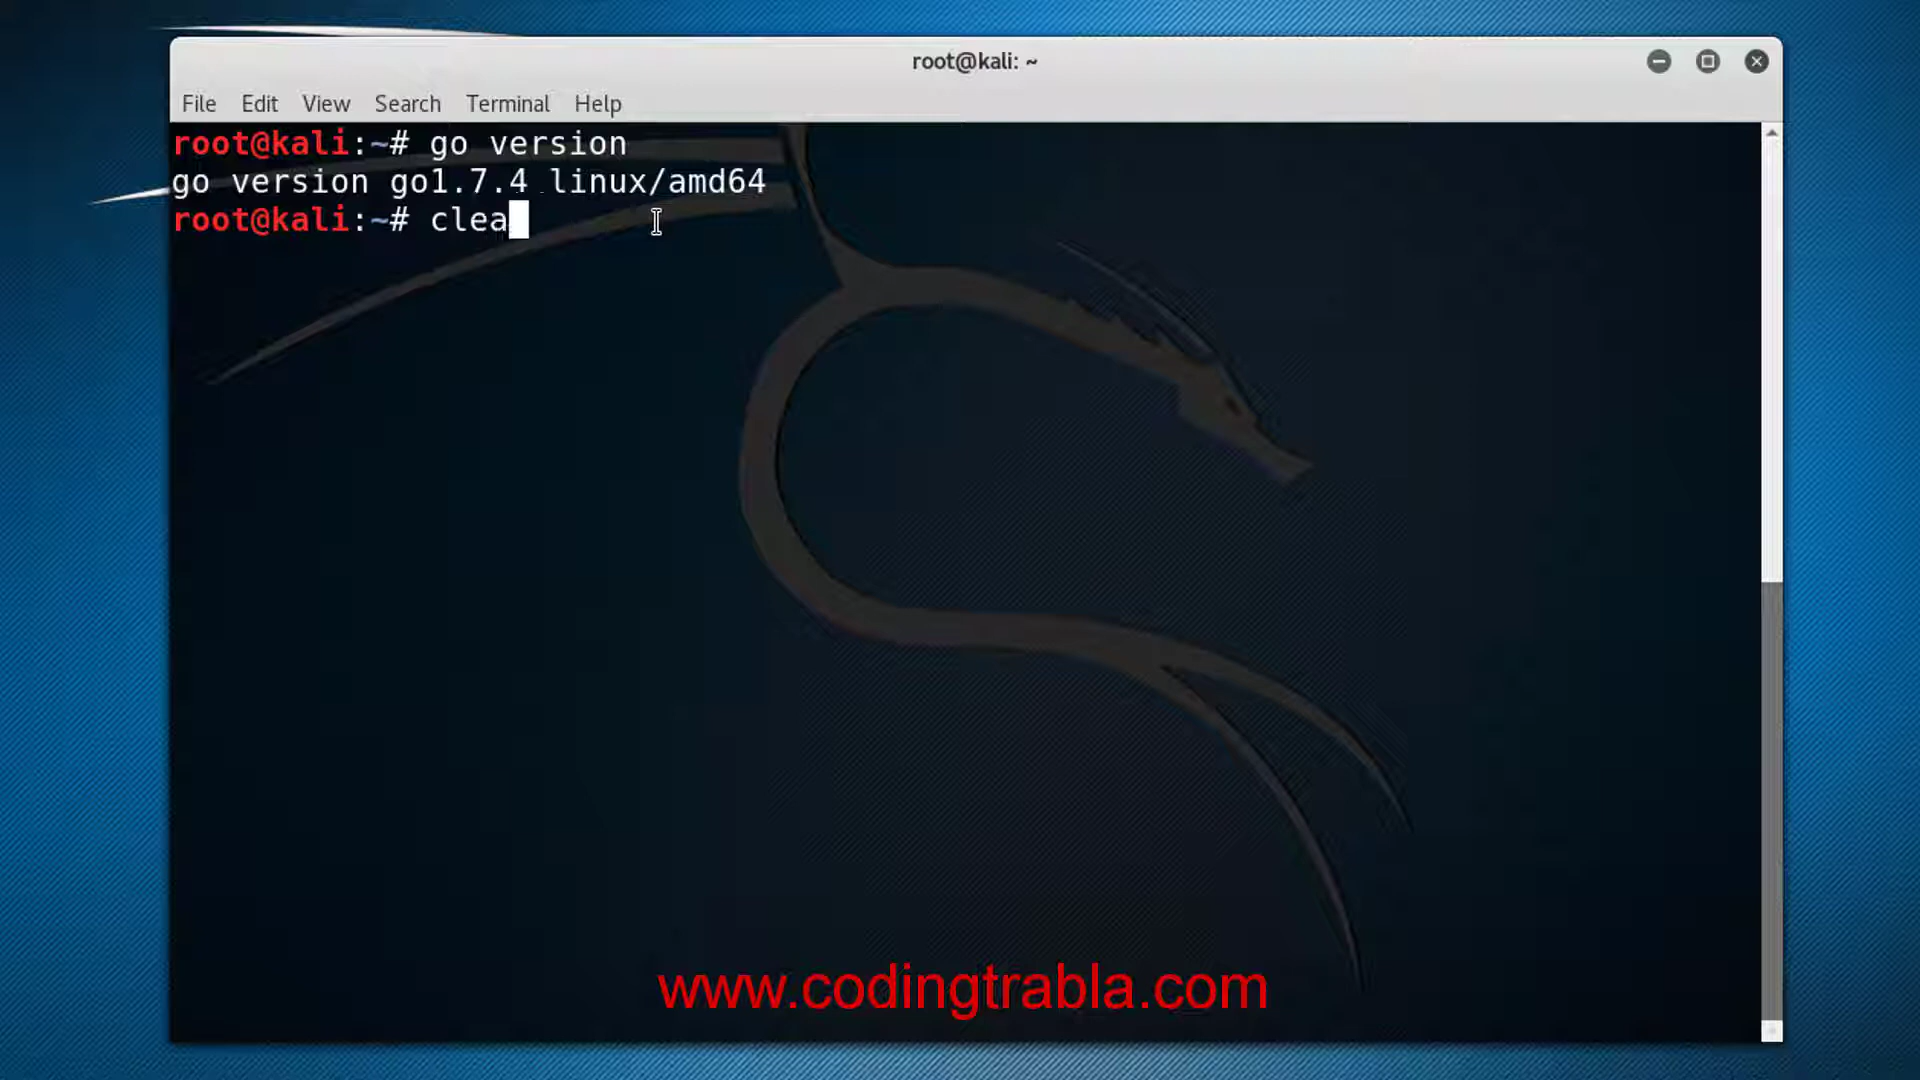 root@kali: ~
File Edit View Search Terminal Help
root@kali:~# go version
go version go1.7.4 linux/amd64
root@kali:~# clea
www.codingtrabla.com